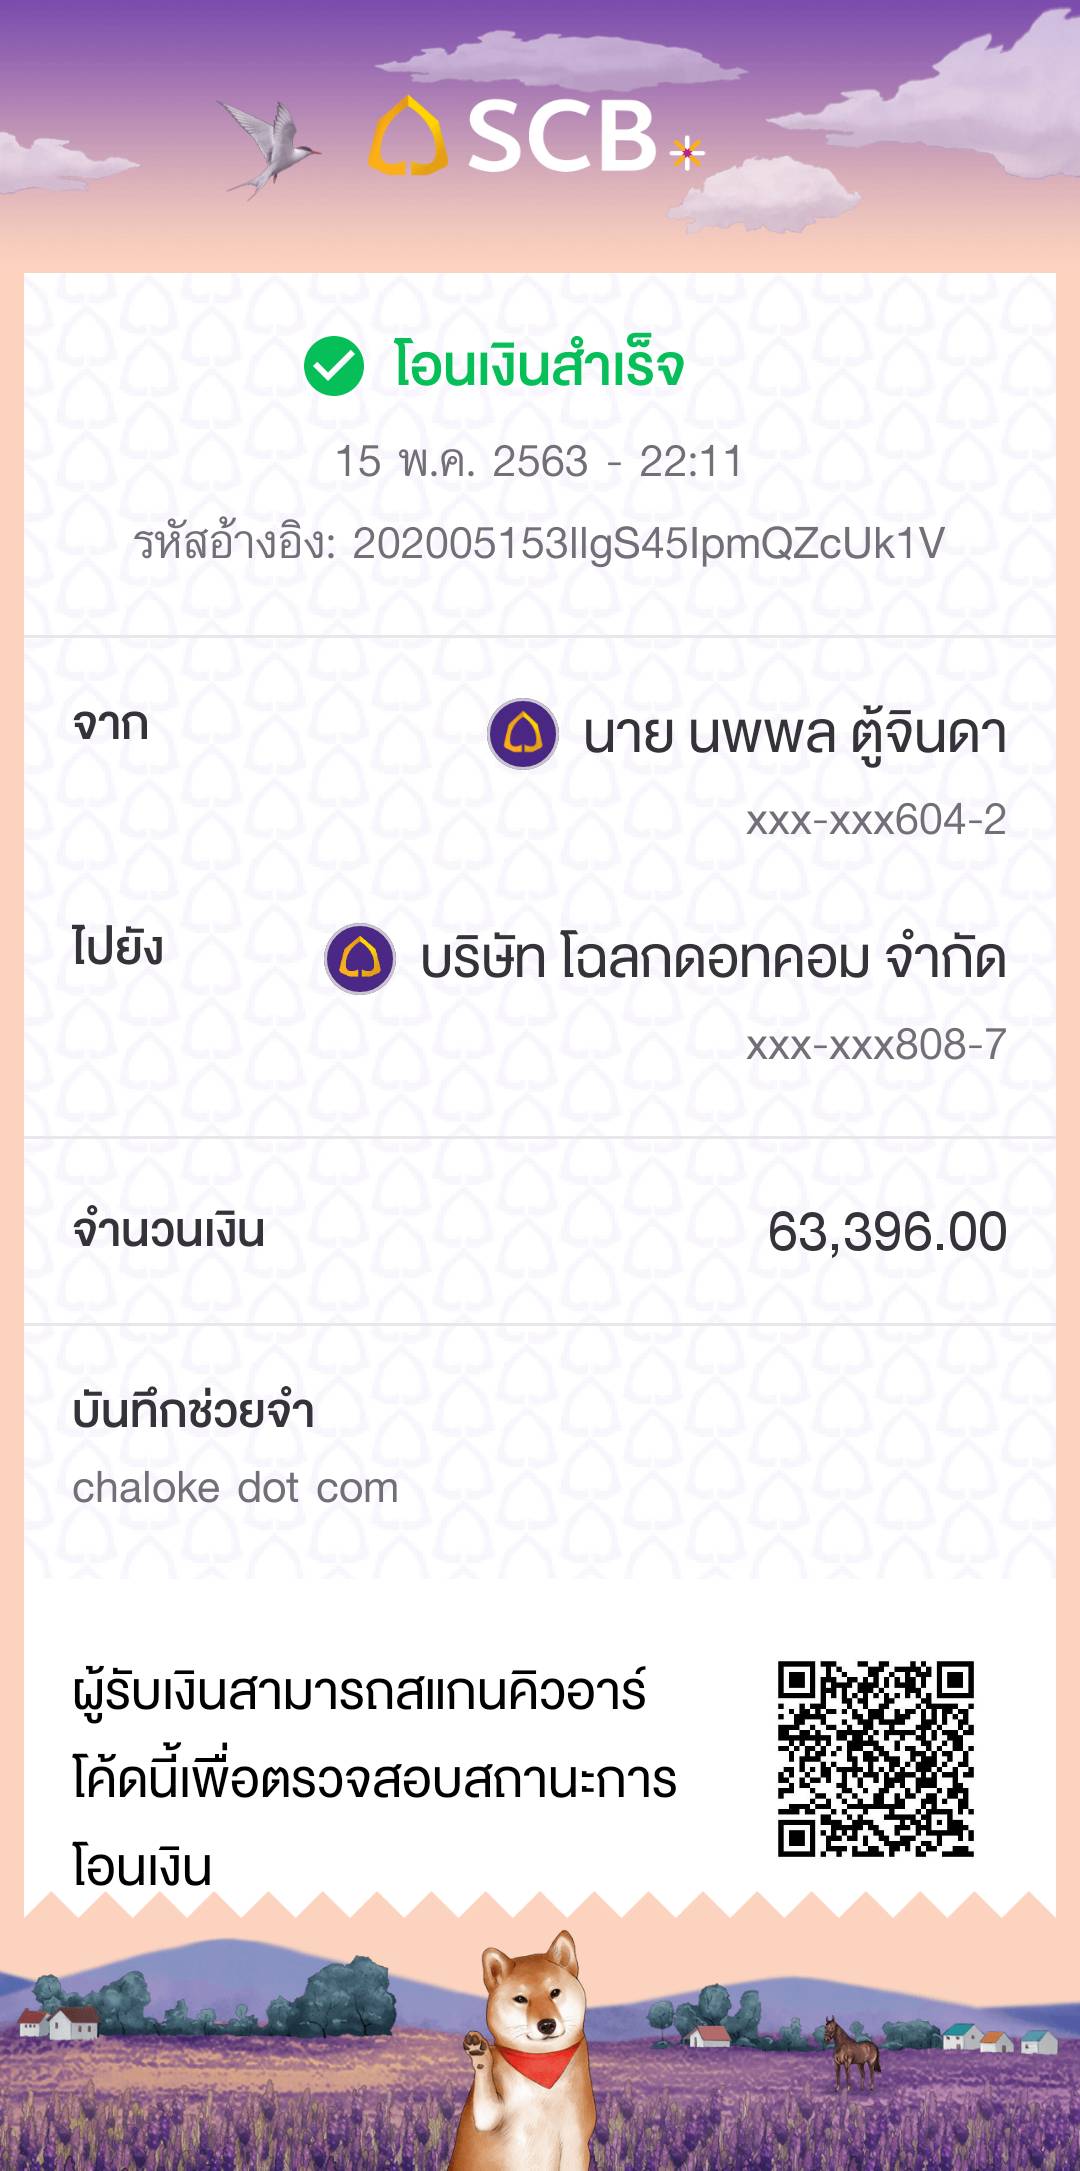 SCB
โอนเงินสำเร็จ
15 พ.ค. 2563 - 22:11
รหัสอ้างอิง: 202005153llgS45IpmQZcUk1V
จาก
นาย นพพล ตู้จินดา
xxx-xxx604-2
ไปยัง
บริษัท โฉลกดอทคอม จำกัด
xxx-xxx808-7
จำนวนเงิน
63,396.00
บันทึกช่วยจำ
chaloke dot com
ผู้รับเงินสามารถสแกนคิวอาร์
โค้ดนี้เพื่อตรวจสอบสถานะการ
โอนเงิน